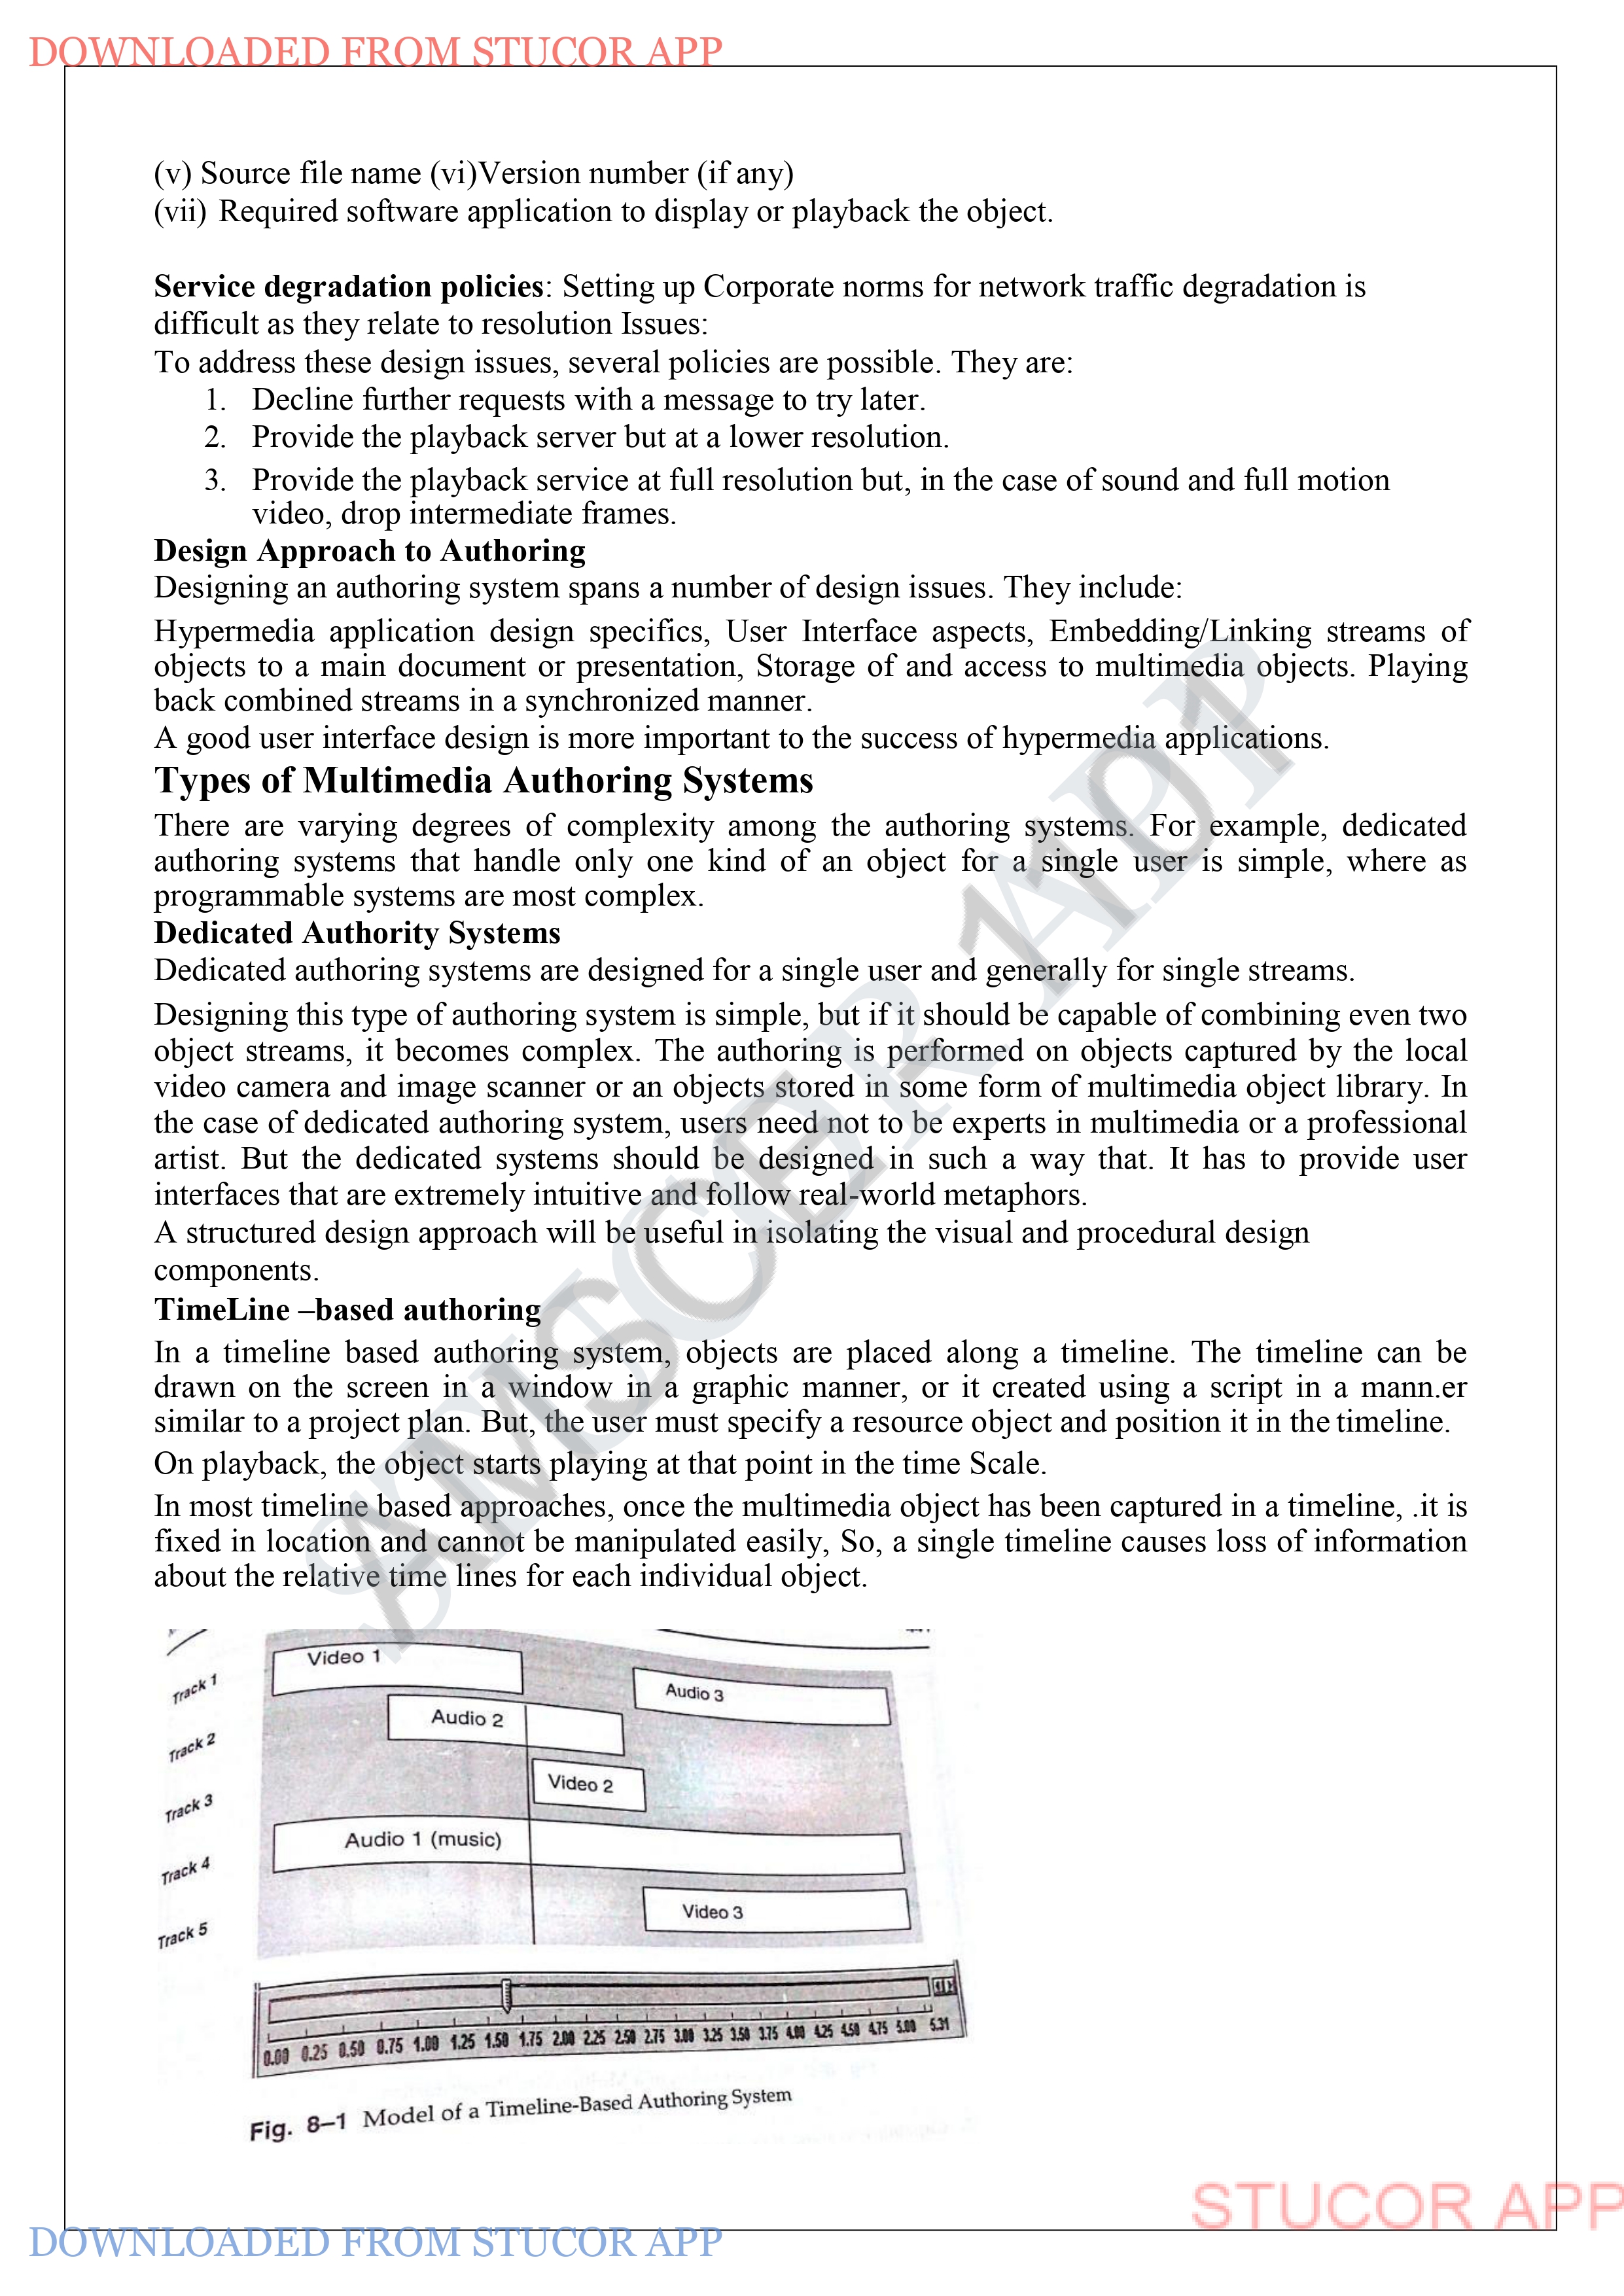 DOWNLOADED FROM STUCOR APP
(v) Source file name (vi)Version number (if any)
(vii) Required software application to display or playback the object.
Service degradation policies: Setting up Corporate norms for network traffic degradation is
difficult as they relate to resolution Issues:
To address these design issues, several policies are possible. They are:
1. Decline further requests with a message to try later.
2. Provide the playback server but at a lower resolution.
3. Provide the playback service at full resolution but, in the case of sound and full motion
video, drop intermediate frames.
Design Approach to Authoring
Designing an authoring system spans a number of design issues. They include:
Hypermedia application design specifics, User Interface aspects, Embedding/Linking streams of
objects to a main document or presentation, Storage of and access to multimedia objects. Playing
back combined streams in a synchronized manner.
A good user interface design is more important to the success of hypermedia applications.
Types of Multimedia Authoring Systems
There are varying degrees of complexity among the authoring systems. For example, dedicated
authoring systems that handle only one kind of an object for a single user is simple, where as
programmable systems are most complex.
Dedicated Authority Systems
Dedicated authoring systems are designed for a single user and generally for single streams.
Designing this type of authoring system is simple, but if it should be capable of combining even two
object streams, it becomes complex. The authoring is performed on objects captured by the local
video camera and image scanner or an objects stored in some form of multimedia object library. In
the case of dedicated authoring system, users need not to be experts in multimedia or a professional
artist. But the dedicated systems should be designed in such a way that. It has to provide user
interfaces that are extremely intuitive and follow real-world metaphors.
A structured design approach will be useful in isolating the visual and procedural design
components.
TimeLine –based authoring
In a timeline based authoring system, objects are placed along a timeline. The timeline can be
drawn on the screen in a window in a graphic manner, or it created using a script in a mann.er
similar to a project plan. But, the user must specify a resource object and position it in the timeline.
On playback, the object starts playing at that point in the time Scale.
In most timeline based approaches, once the multimedia object has been captured in a timeline, .it is
fixed in location and cannot be manipulated easily, So, a single timeline causes loss of information
about the relative time lines for each individual object.
Track 1 Video 1 Audio 3
Track 2 Audio 2
Track 3 Video 2
Track 4 Audio 1 (music)
Track 5 Video 3
0.00 0.25 0.50 0.75 1.00 1.25 1.50 1.75 2.00 2.25 2.50 2.75 3.00 3.25 3.50 3.75 4.00 4.25 4.50 4.75 5.00 5.31
Fig. 8–1 Model of a Timeline-Based Authoring System
STUCOR APP
AMSCE 1101
STUCOR APP
DOWNLOADED FROM STUCOR APP